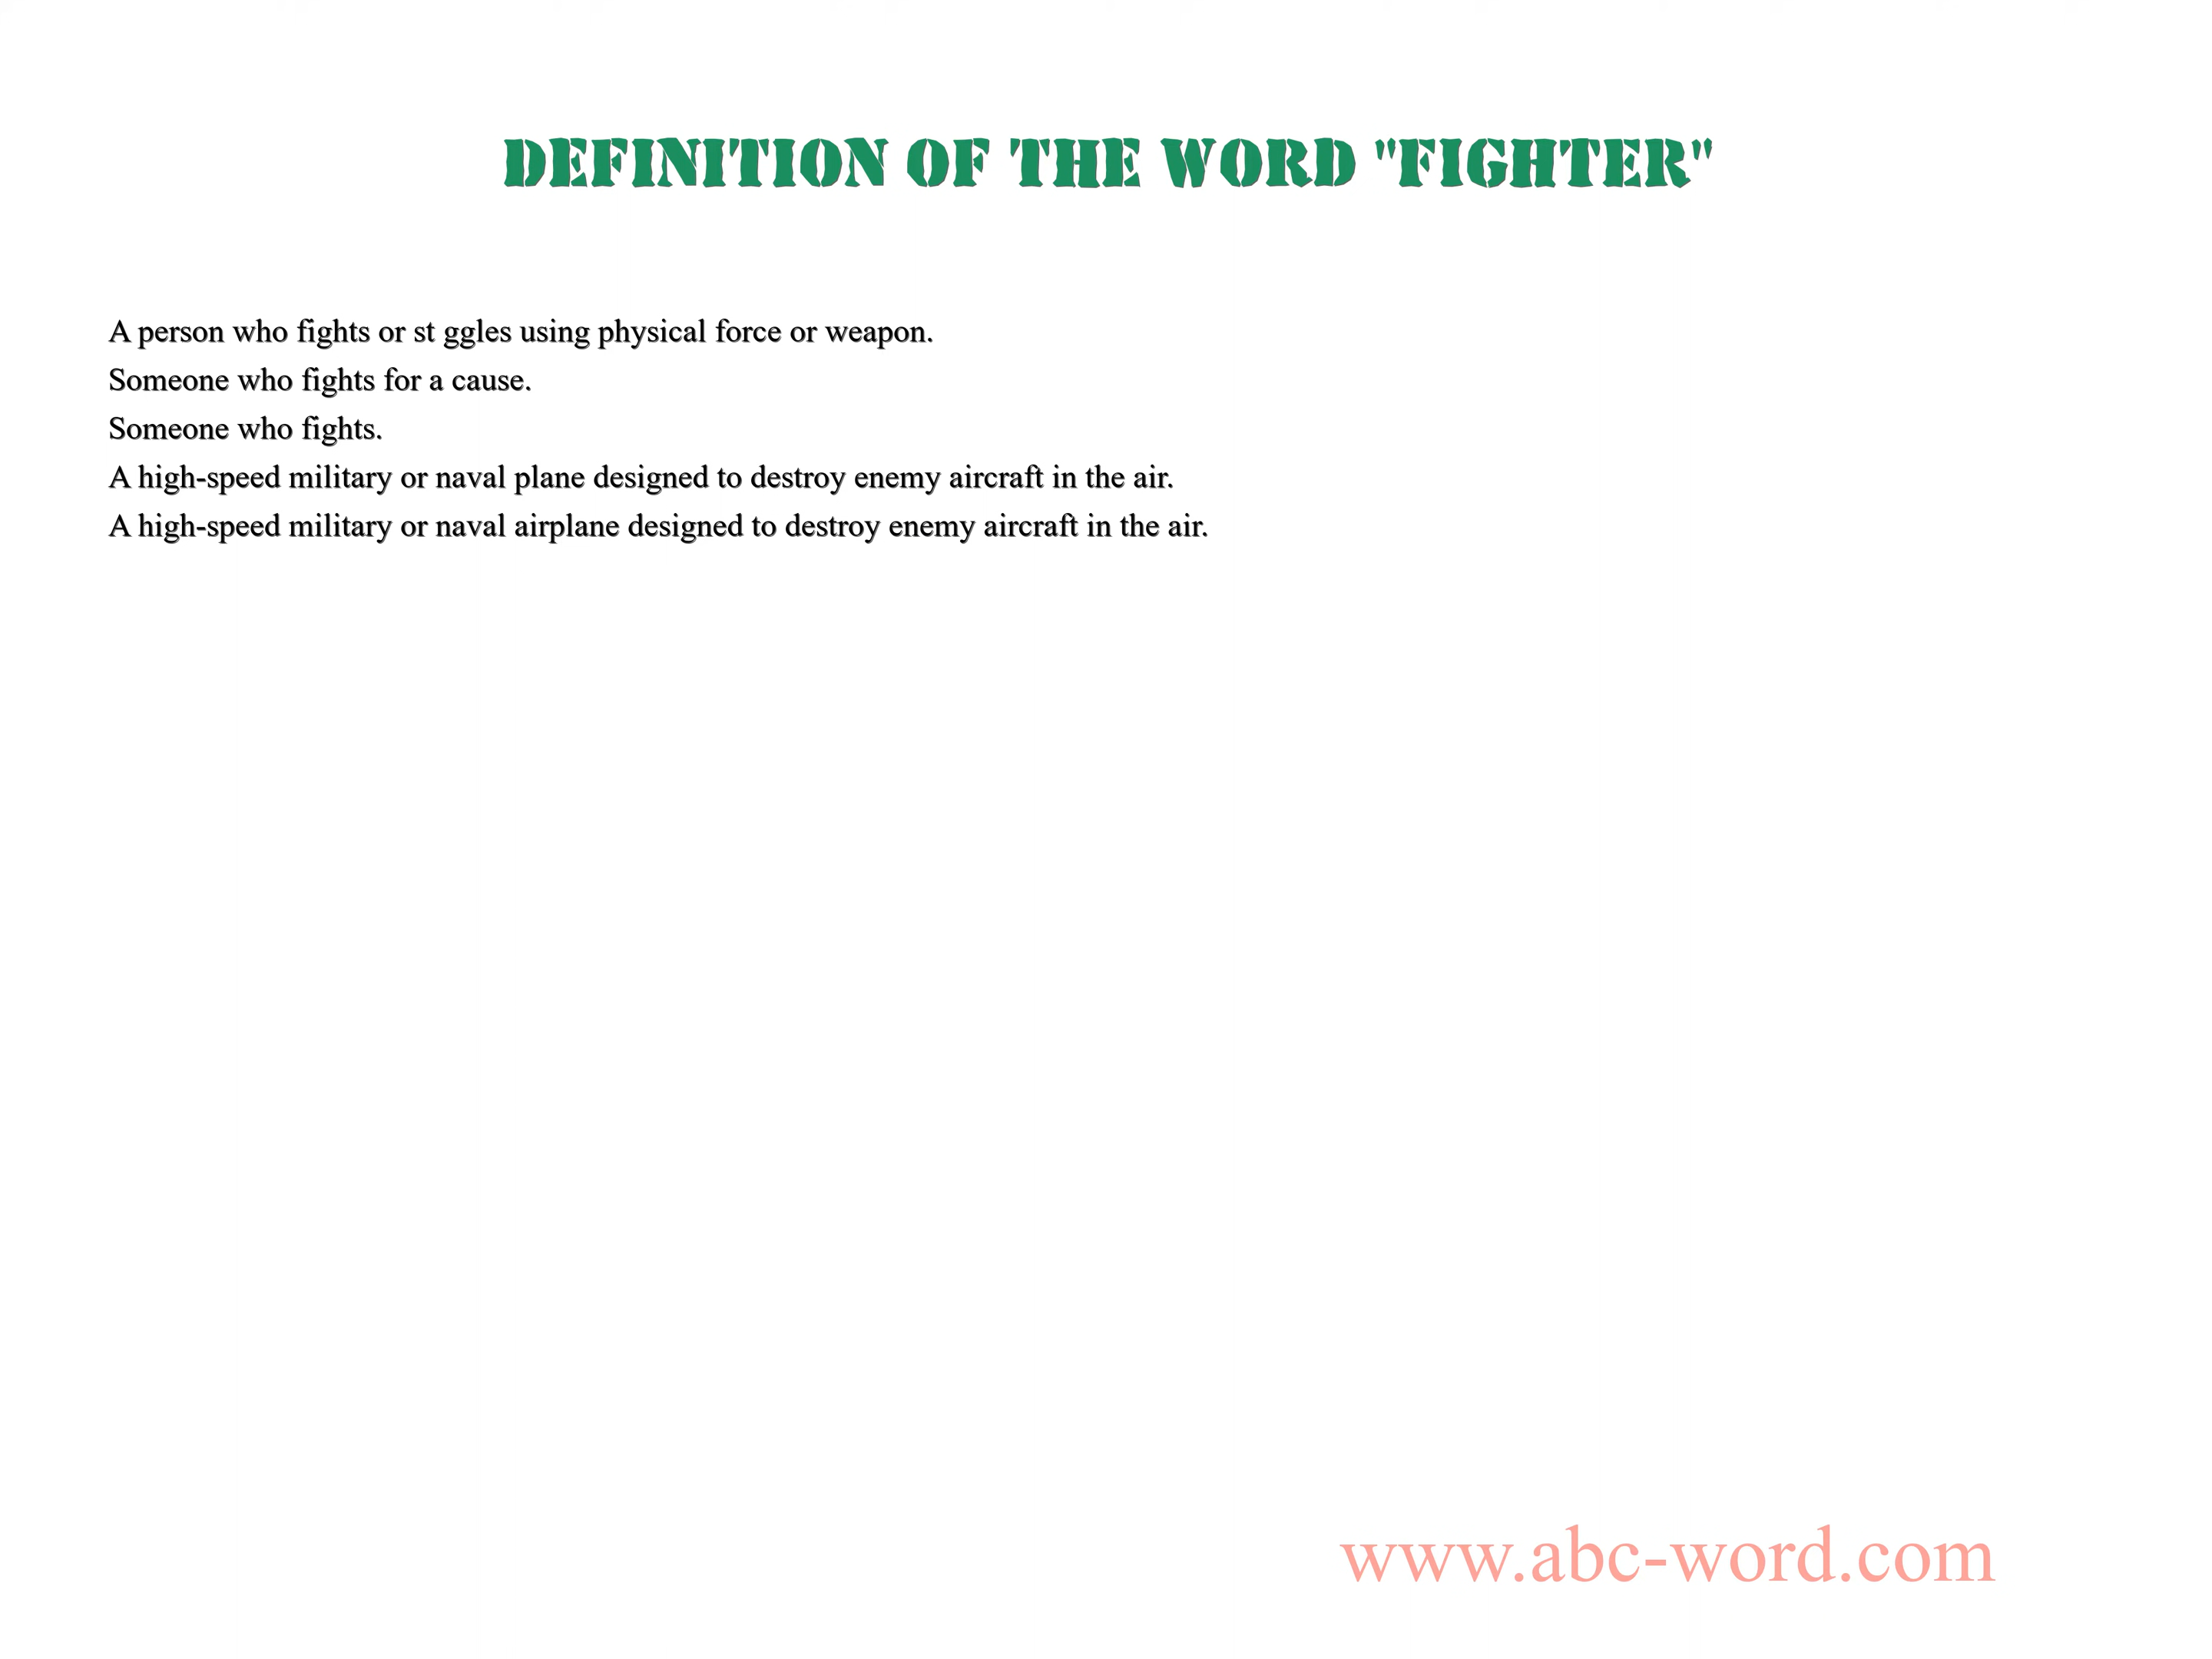 DEFINITION OF THE WORD "FIGHTER"
A person who fights or st ggles using physical force or weapon.
Someone who fights for a cause.
Someone who fights.
A high-speed military or naval plane designed to destroy enemy aircraft in the air.
A high-speed military or naval airplane designed to destroy enemy aircraft in the air.
www.abc-word.com